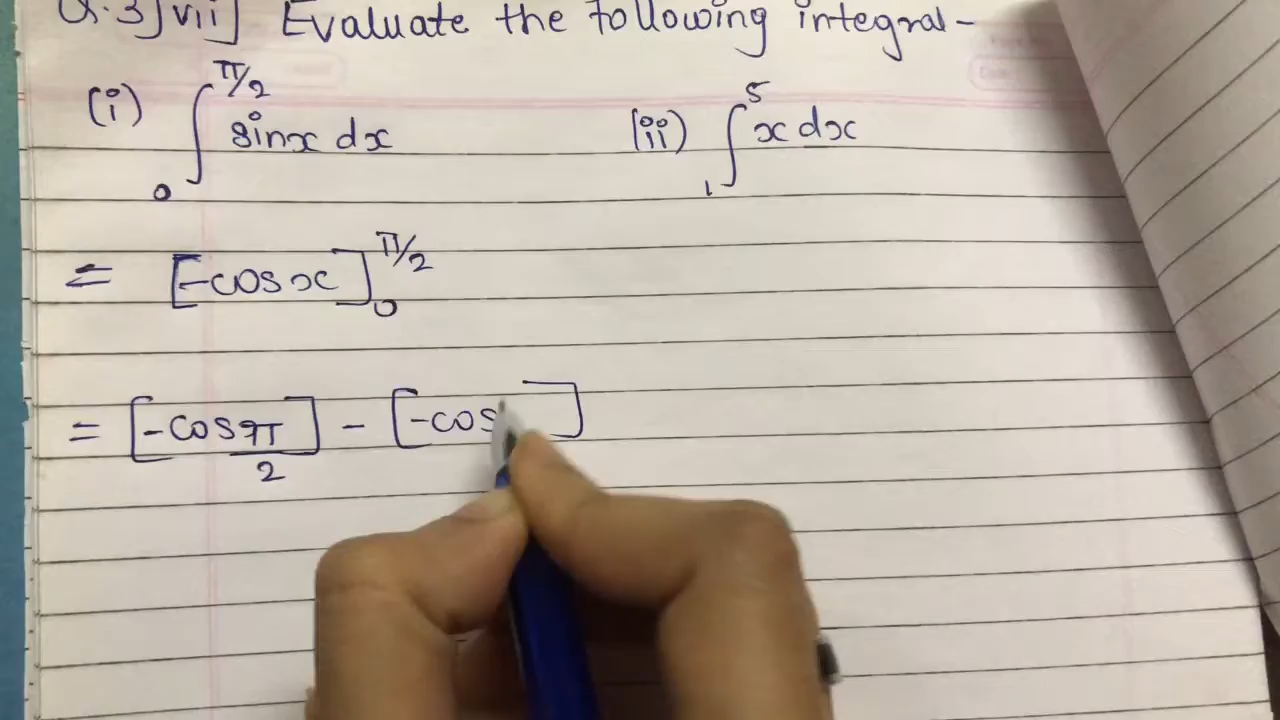 Q.3] vii] Evaluate the following integral-
(i) ∫₀^π/2 sinx dx (ii) ∫₁^5 x dx
= [-cosx]₀^π/2
= [-cos π/2] - [-cos ]